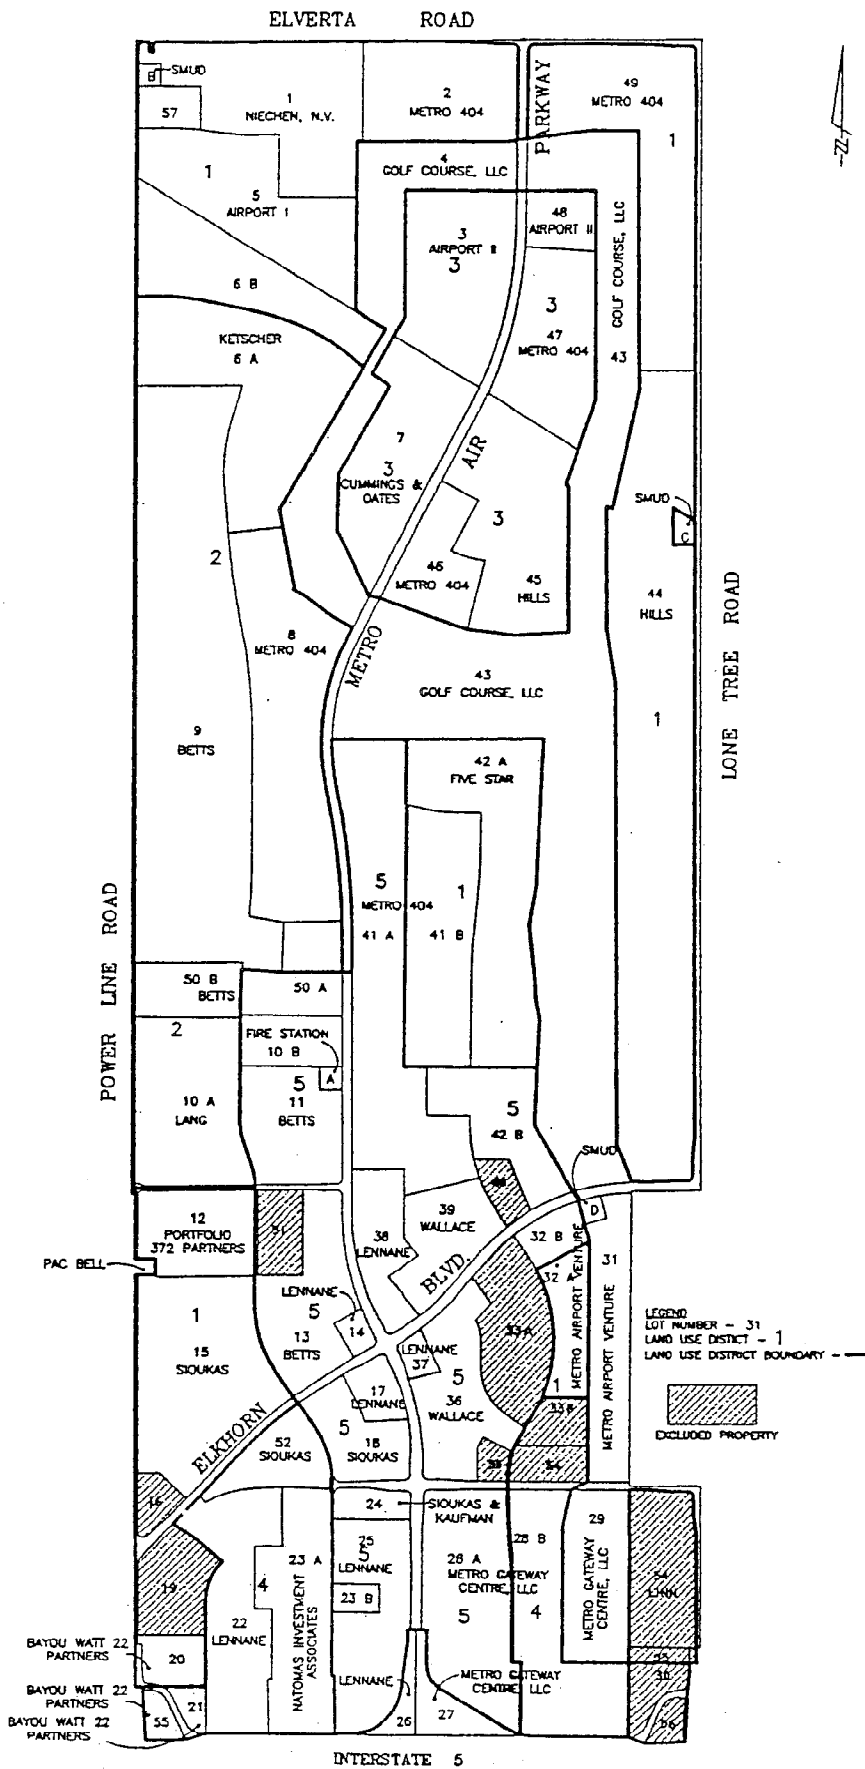 ELVERTA ROAD
B
SMUD
57
1
NIECHEN, N.V.
2
METRO 404
PARKWAY
49
METRO 404
1
1
4
GOLF COURSE, LLC
5
AIRPORT I
3
AIRPORT II
3
48
AIRPORT II
GOLF COURSE, LLC
43
6 B
3
47
METRO 404
KETSCHER
6 A
7
3
CUMMINGS &
OATES
AIR
3
SMUD
C
2
46
METRO 404
45
HILLS
44
HILLS
8
METRO 404
METRO
LONE TREE ROAD
43
GOLF COURSE, LLC
1
9
BETTS
42 A
FIVE STAR
5
METRO 404
41 A
1
41 B
POWER LINE ROAD
50 B
BETTS
50 A
2
FIRE STATION
10 B
A
5
11
BETTS
10 A
LANG
5
42 B
SMUD
D
12
PORTFOLIO
372 PARTNERS
PAC BELL
38
LENNANE
39
WALLACE
BLVD.
32 B
32 A
31
METRO AIRPORT VENTURE
METRO AIRPORT VENTURE
1
LENNANE
14
5
13
BETTS
1
15
SIOUKAS
LENNANE
37
5
36
WALLACE
33A
33B
LEGEND
LOT NUMBER - 31
LAND USE DISTICT - 1
LAND USE DISTRICT BOUNDARY -
EXCLUDED PROPERTY
17
LENNANE
5
18
SIOUKAS
ELKHORN
52
SIOUKAS
54
16
24
SIOUKAS &
KAUFMAN
19
4
22
LENNANE
23 A
NATOMAS INVESTMENT
ASSOCIATES
25
5
LENNANE
23 B
28 A
METRO GATEWAY
CENTRE, LLC
5
28 B
4
29
METRO GATEWAY
CENTRE, LLC
LINN
BAYOU WATT 22
PARTNERS
20
BAYOU WATT 22
PARTNERS
55
21
BAYOU WATT 22
PARTNERS
LENNANE
26
METRO GATEWAY
CENTRE, LLC
27
INTERSTATE 5